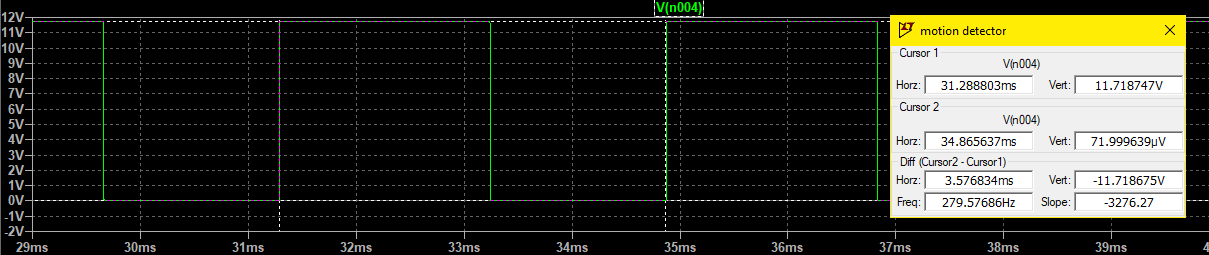 V(n004)
12V
11V
10V
9V
8V
7V
6V
5V
4V
3V
2V
1V
0V
-1V
-2V
29ms 30ms 31ms 32ms 33ms 34ms 35ms 36ms 37ms 38ms 39ms 4
motion detector
Cursor 1
V(n004)
Horz: 31.288803ms Vert: 11.718747V
Cursor 2
V(n004)
Horz: 34.865637ms Vert: 71.999639µV
Diff (Cursor2 - Cursor1)
Horz: 3.576834ms Vert: -11.718675V
Freq: 279.57686Hz Slope: -3276.27